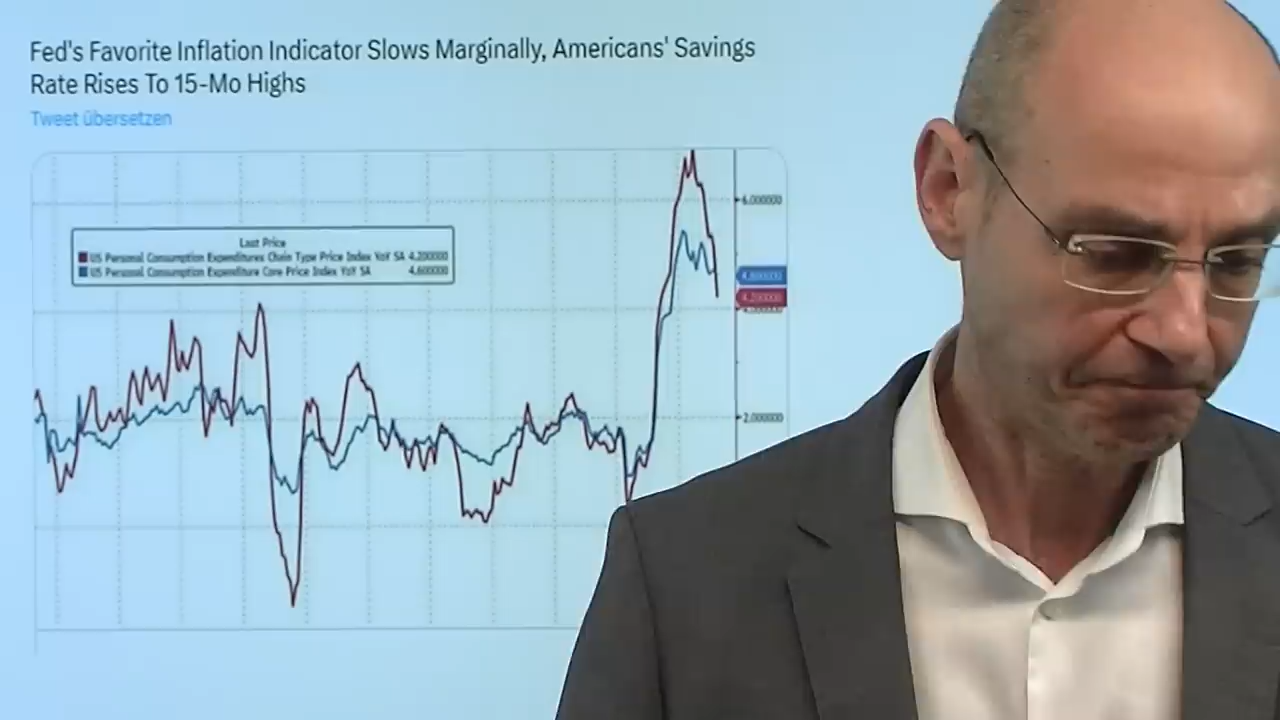 Fed's Favorite Inflation Indicator Slows Marginally, Americans' Savings
Rate Rises To 15-Mo Highs
Tweet übersetzen
6.000000
Last Price
US Personal Consumption Expenditures Chain Type Price Index YoY SA 4.200000
US Personal Consumption Expenditure Core Price Index YoY SA 4.600000
4.200000
2.000000